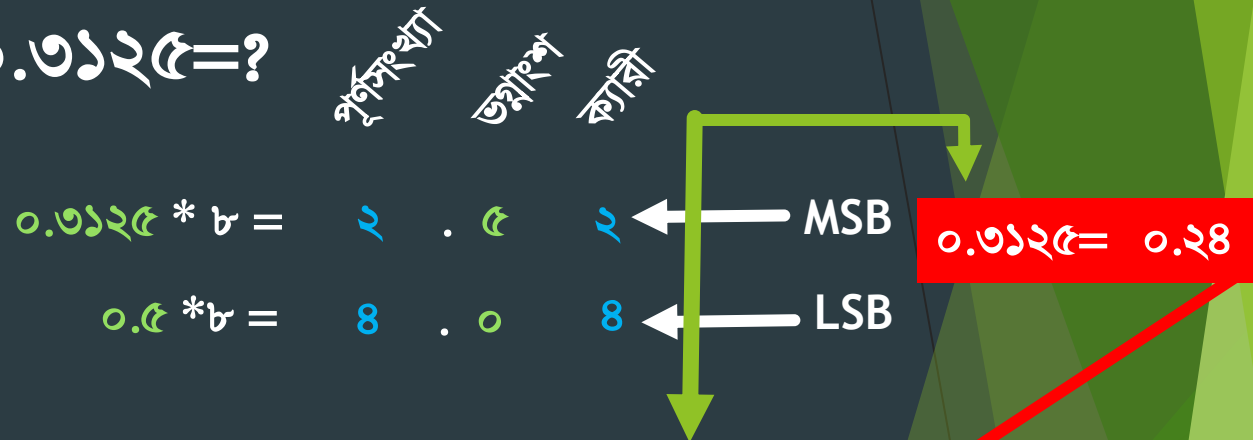 ০.৩১২৫=?
পূর্ণসংখ্যা ভগ্নাংশ ক্যারী
০.৩১২৫ * ৮ = ২ . ৫ ২ MSB
০.৩১২৫= ০.২৪
০.৫ *৮ = ৪ . ০ ৪ LSB